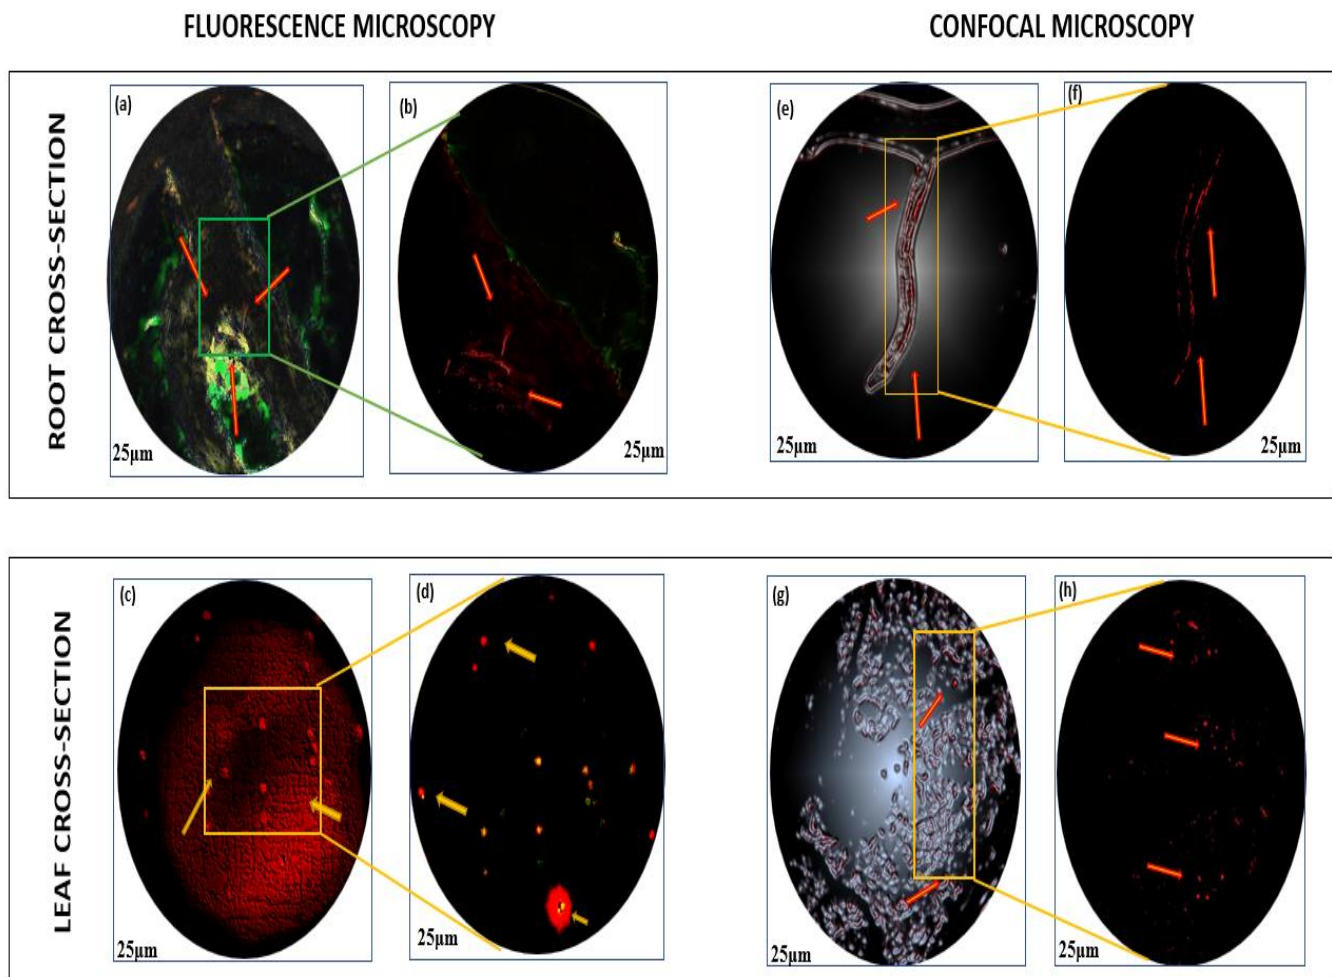 FLUORESCENCE MICROSCOPY
CONFOCAL MICROSCOPY
ROOT CROSS-SECTION
(a)
25µm
(b)
25µm
(e)
25µm
(f)
25µm
LEAF CROSS-SECTION
(c)
25µm
(d)
25µm
(g)
25µm
(h)
25µm